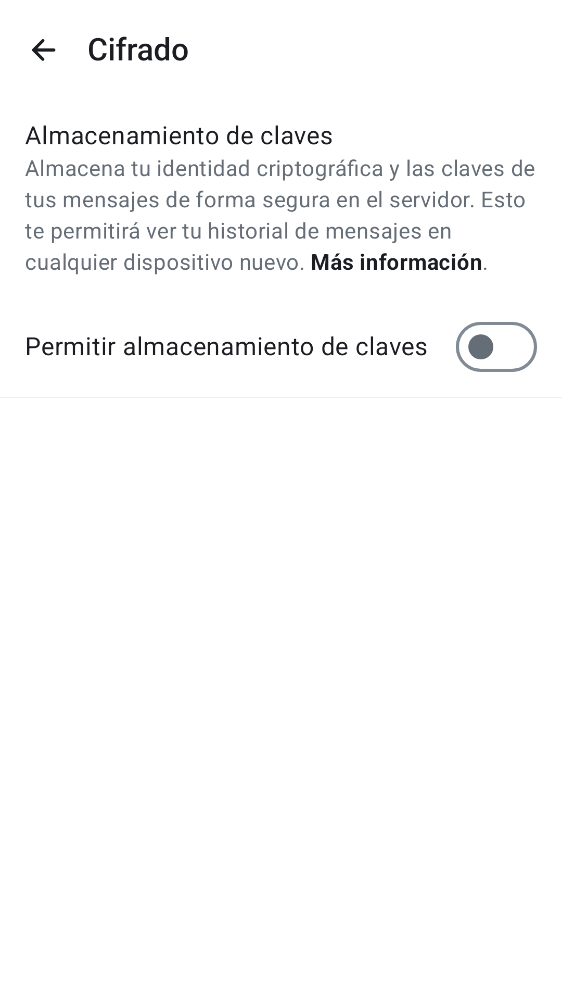 Cifrado
Almacenamiento de claves
Almacena tu identidad criptográfica y las claves de
tus mensajes de forma segura en el servidor. Esto
te permitirá ver tu historial de mensajes en
cualquier dispositivo nuevo. Más información.
Permitir almacenamiento de claves